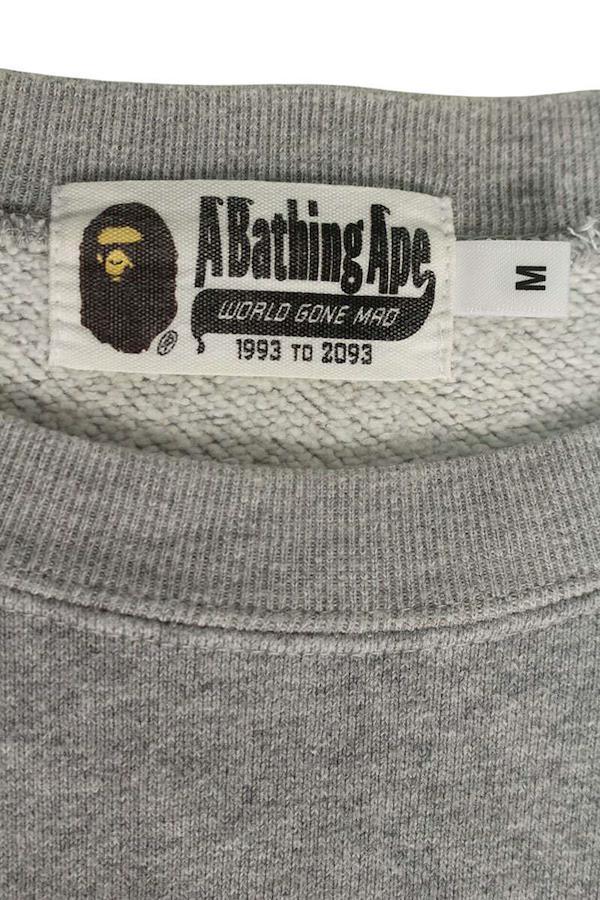 A Bathing Ape
WORLD GONE MAD
1993 TO 2093
M